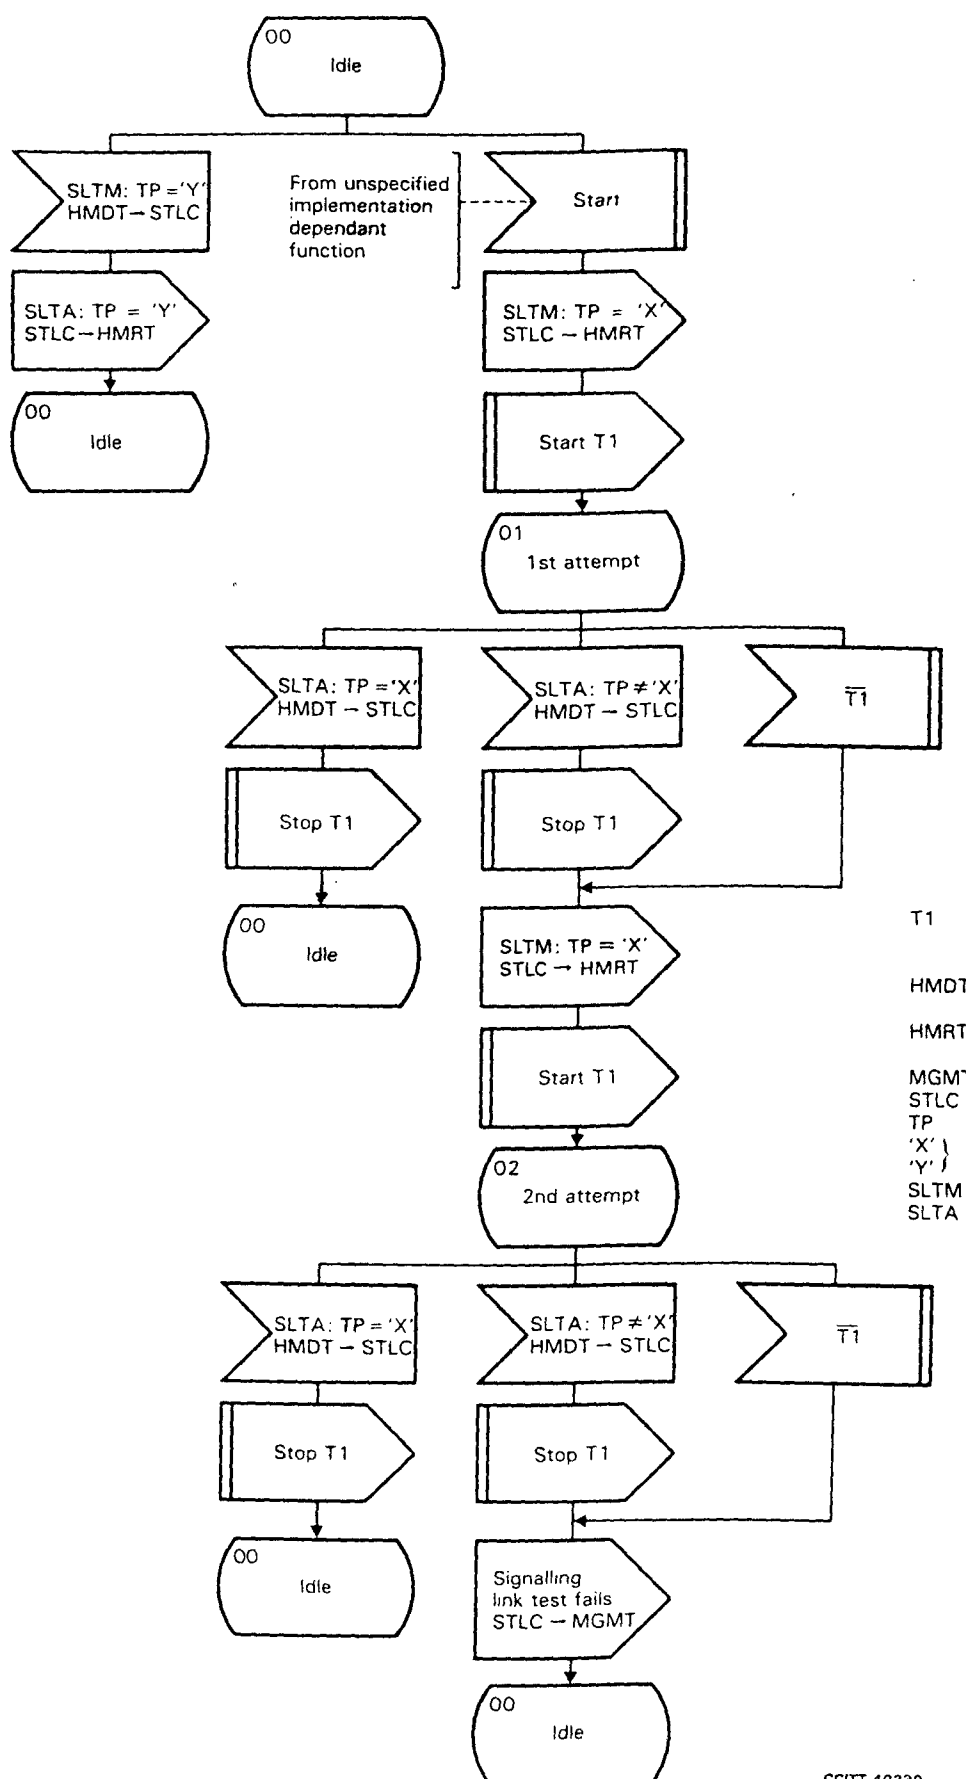 00
Idle
SLTM: TP = 'Y'
HMDT → STLC
From unspecified
implementation
dependant
function
Start
SLTA: TP = 'Y'
STLC → HMRT
SLTM: TP = 'X'
STLC → HMRT
00
Idle
Start T1
01
1st attempt
SLTA: TP = 'X'
HMDT → STLC
SLTA: TP ≠ 'X'
HMDT → STLC
T1
Stop T1
Stop T1
00
Idle
SLTM: TP = 'X'
STLC → HMRT
T1
HMDT
HMRT
Start T1
MGMT
STLC
TP
'X' }
'Y' }
SLTM
SLTA
02
2nd attempt
SLTA: TP = 'X'
HMDT → STLC
SLTA: TP ≠ 'X'
HMDT → STLC
T1
Stop T1
Stop T1
00
Idle
Signalling
link test fails
STLC → MGMT
00
Idle